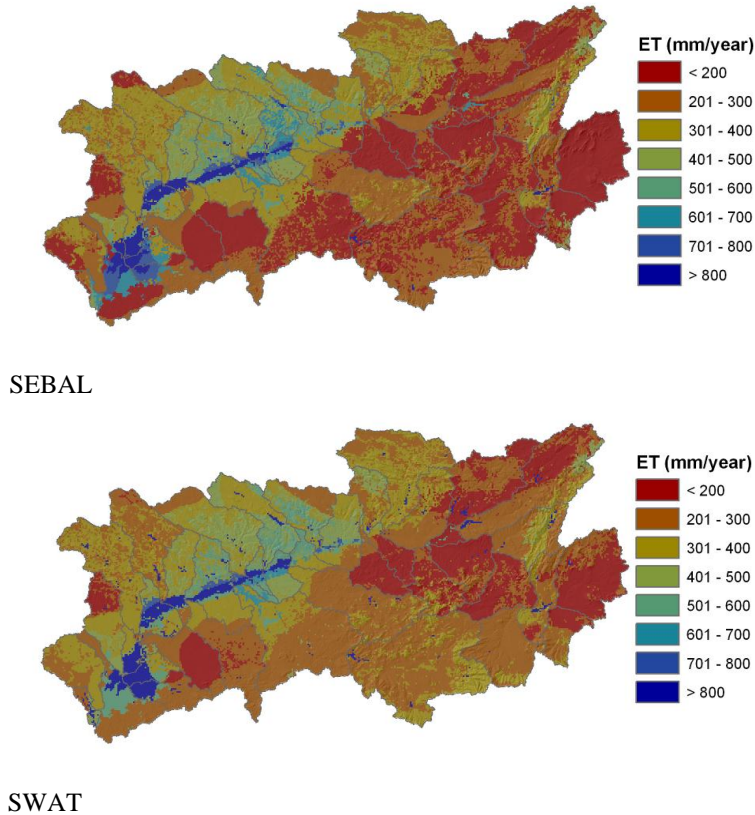 ET (mm/year)
< 200
201 - 300
301 - 400
401 - 500
501 - 600
601 - 700
701 - 800
> 800
SEBAL
ET (mm/year)
< 200
201 - 300
301 - 400
401 - 500
501 - 600
601 - 700
701 - 800
> 800
SWAT